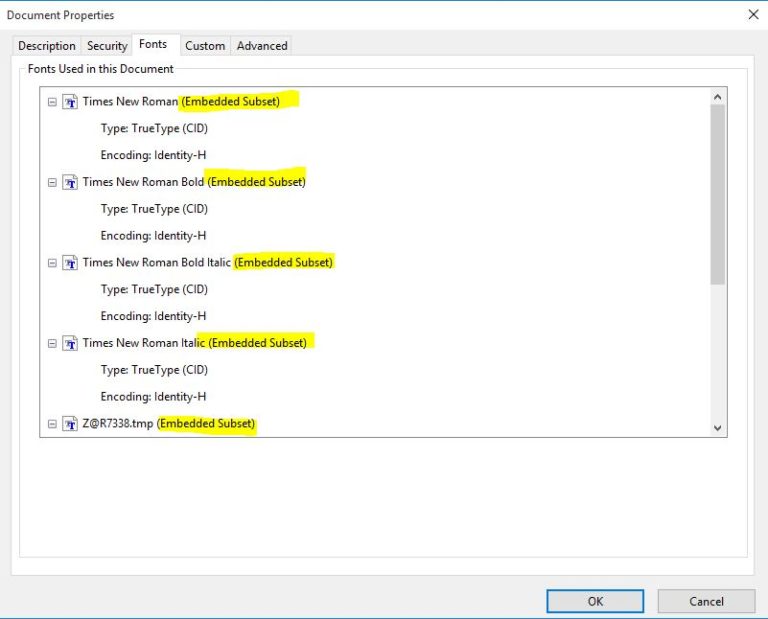 Document Properties
Description Security Fonts Custom Advanced
Fonts Used in this Document
Times New Roman (Embedded Subset)
Type: TrueType (CID)
Encoding: Identity-H
Times New Roman Bold (Embedded Subset)
Type: TrueType (CID)
Encoding: Identity-H
Times New Roman Bold Italic (Embedded Subset)
Type: TrueType (CID)
Encoding: Identity-H
Times New Roman Italic (Embedded Subset)
Type: TrueType (CID)
Encoding: Identity-H
Z@R7338.tmp (Embedded Subset)
OK Cancel